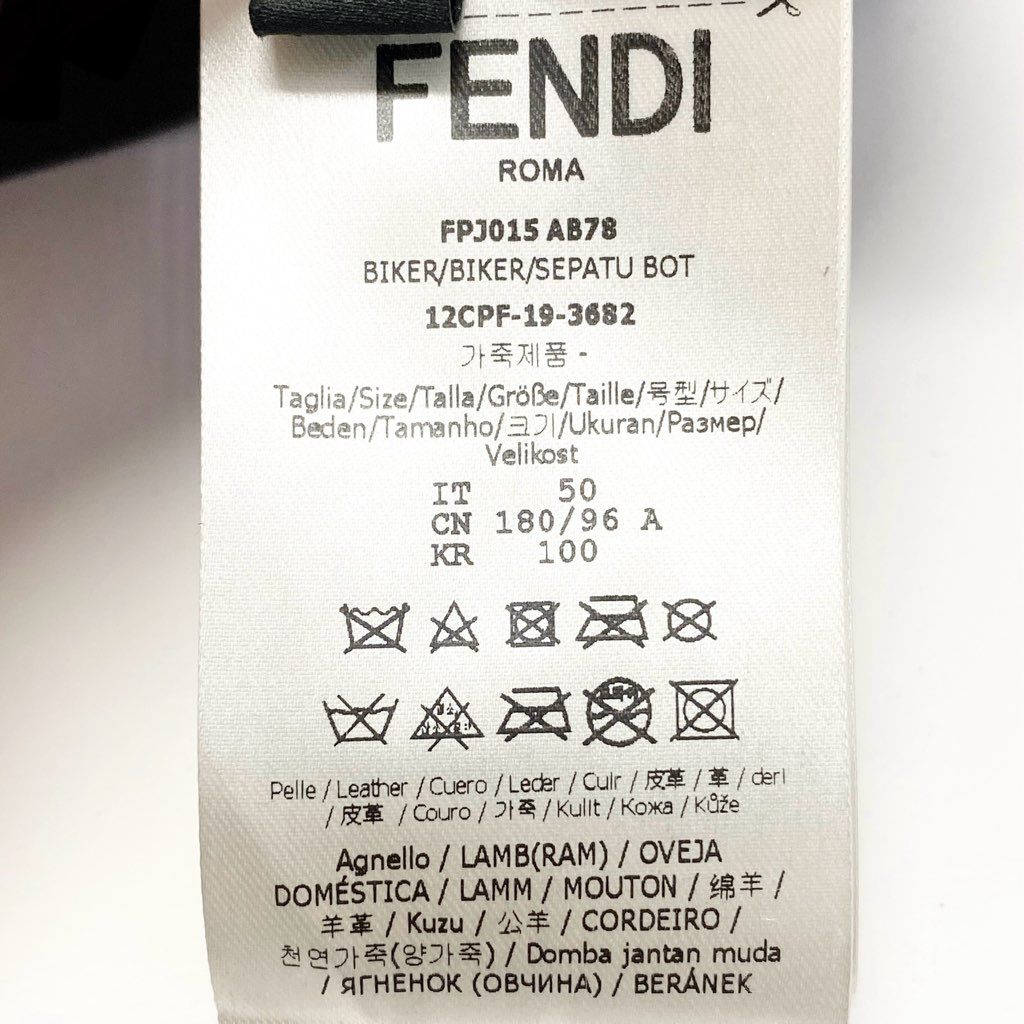 FENDI
ROMA
FPJ015 AB78
BIKER/BIKER/SEPATU BOT
12CPF-19-3682
가죽제품 -
Taglia/Size/Talla/Größe/Taille/号型/サイズ/
Beden/Tamanho/크기/Ukuran/Размер/
Velikost
IT 50
CN 180/96 A
KR 100
Pelle / Leather / Cuero / Leder / Cuir / 皮革 / 革 / deri
/ 皮革 / Couro / 가죽 / Kulit / Кожа / Kůže
Agnello / LAMB(RAM) / OVEJA
DOMÉSTICA / LAMM / MOUTON / 绵羊 /
羊革 / Kuzu / 公羊 / CORDEIRO /
천연가죽(양가죽) / Domba jantan muda
/ ЯГНЕНОК (ОВЧИНА) / BERÁNEK